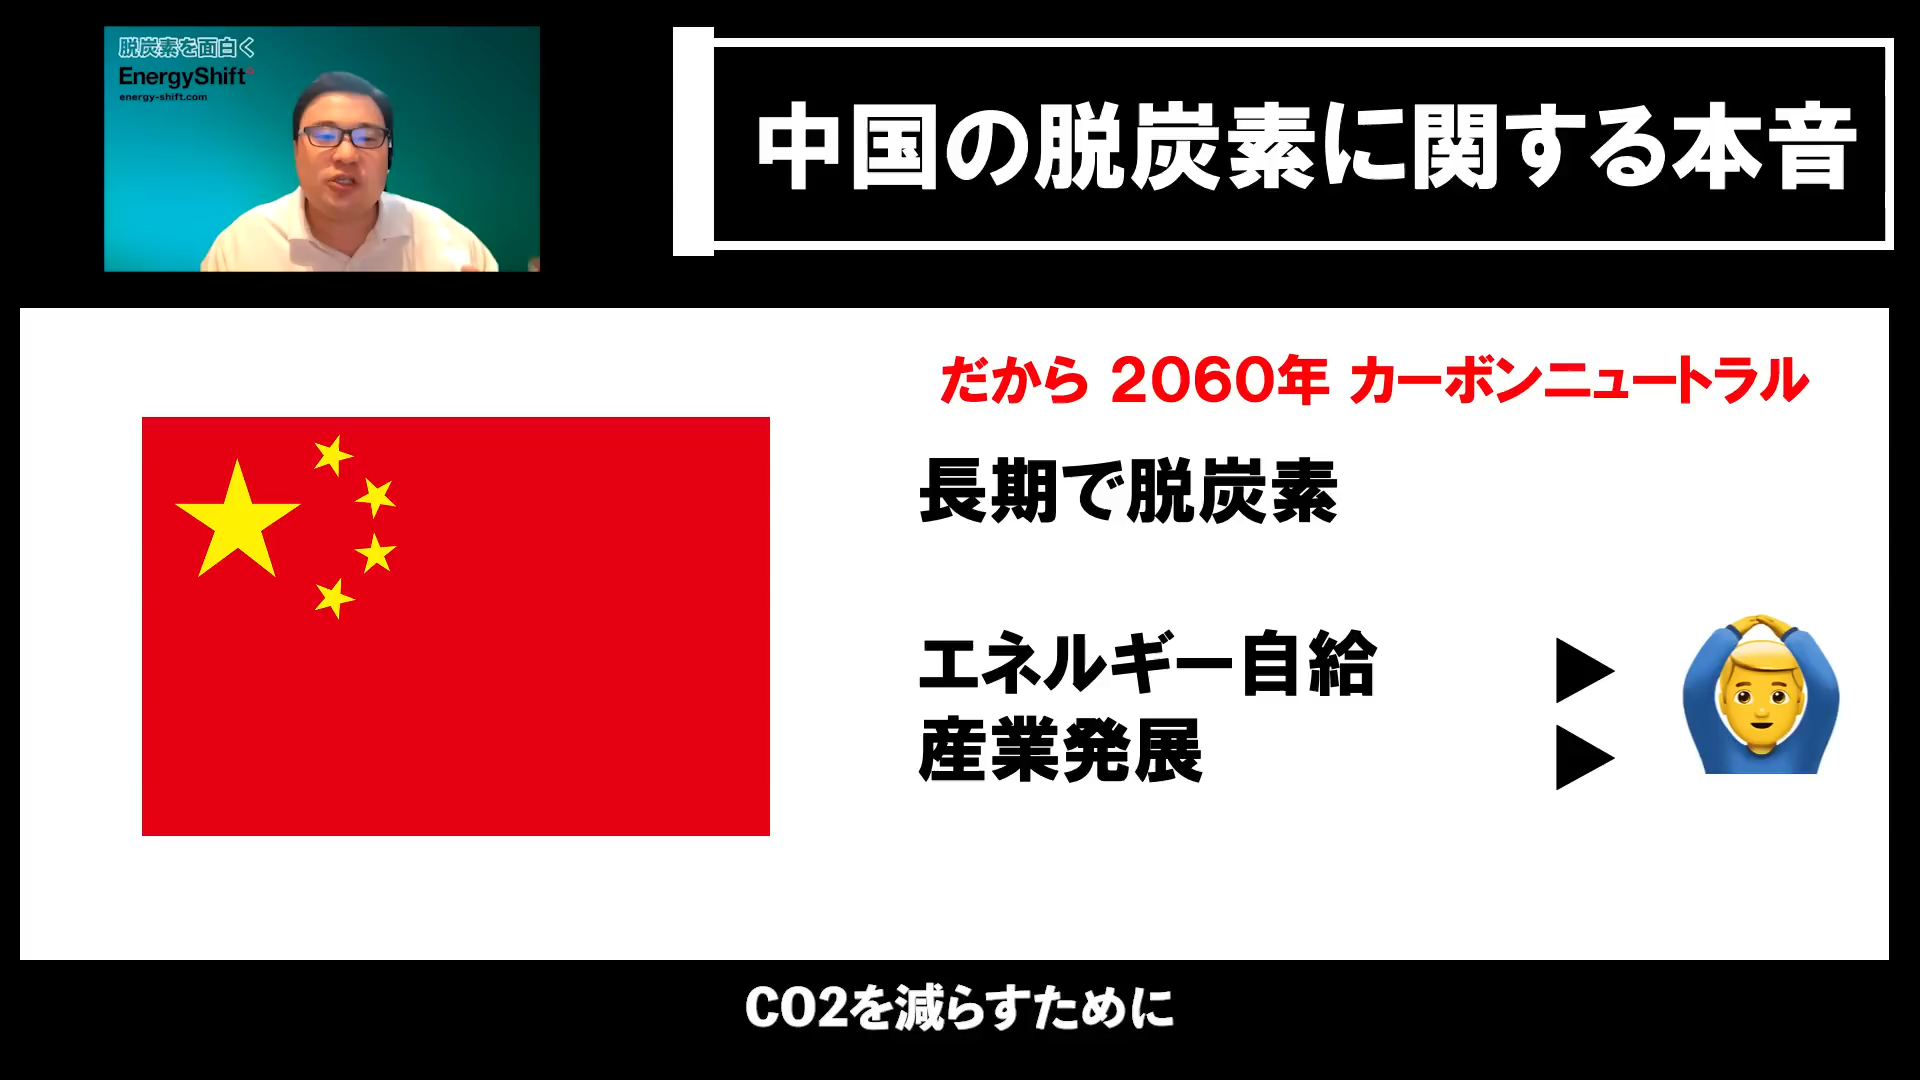 脱炭素を面白く
EnergyShift
energy-shift.com
中国の脱炭素に関する本音
だから 2060年 カーボンニュートラル
長期で脱炭素
エネルギー自給
産業発展
CO2を減らすために